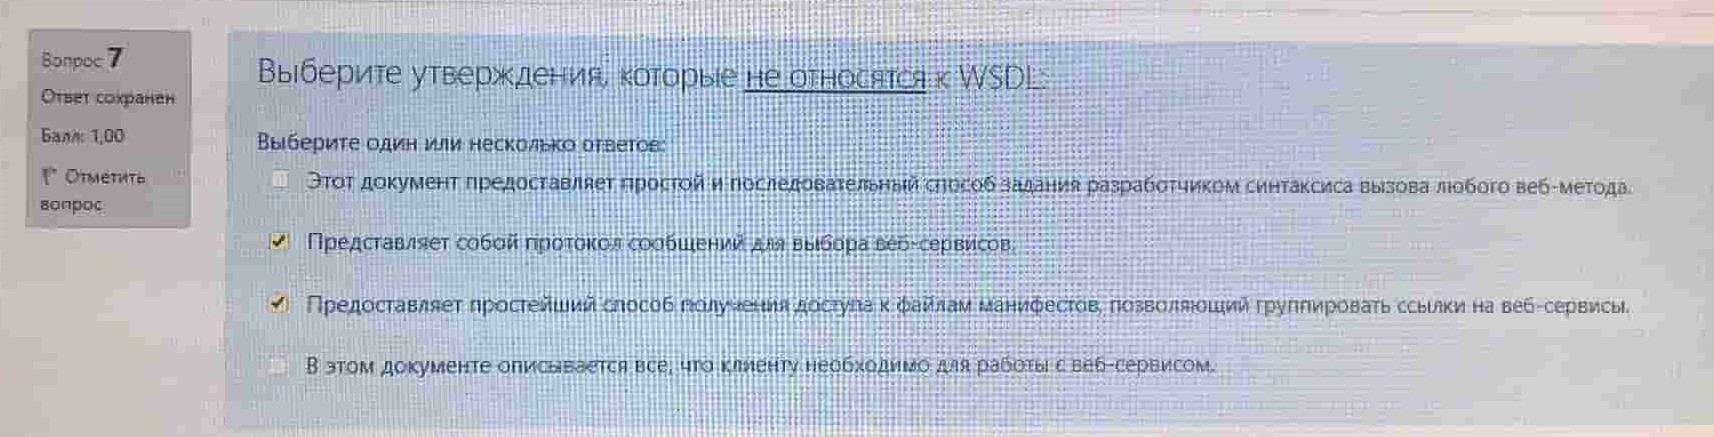 Вопрос 7
Ответ сохранен
Балл: 1,00
Отметить
вопрос
Выберите утверждения, которые не относятся к WSDL:
Выберите один или несколько ответов:
Этот документ предоставляет простой и последовательный способ задания разработчиком синтаксиса вызова любого веб-метода.
Представляет собой протокол сообщений для выбора веб-сервисов.
Предоставляет простейший способ получения доступа к файлам манифестов, позволяющий группировать ссылки на веб-сервисы.
В этом документе описывается все, что клиенту необходимо для работы с веб-сервисом.